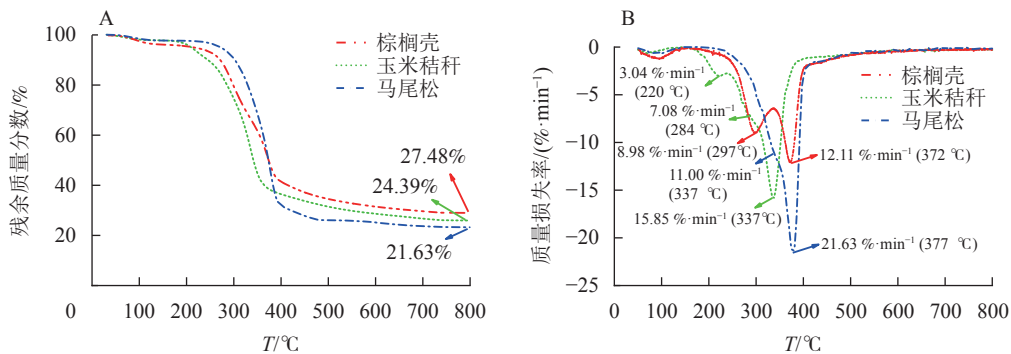 A
100
80
60
40
20
0
残余质量分数/%
棕榈壳
玉米秸秆
马尾松
27.48%
24.39%
21.63%
100 200 300 400 500 600 700 800
T/℃
B
0
−5
−10
−15
−20
−25
质量损失率/(%·min⁻¹)
3.04 %·min⁻¹
(220 ℃)
7.08 %·min⁻¹
(284 ℃)
8.98 %·min⁻¹ (297℃)
11.00 %·min⁻¹
(337 ℃)
15.85 %·min⁻¹ (337℃)
棕榈壳
玉米秸秆
马尾松
12.11 %·min⁻¹ (372 ℃)
21.63 %·min⁻¹ (377 ℃)
0 100 200 300 400 500 600 700 800
T/℃